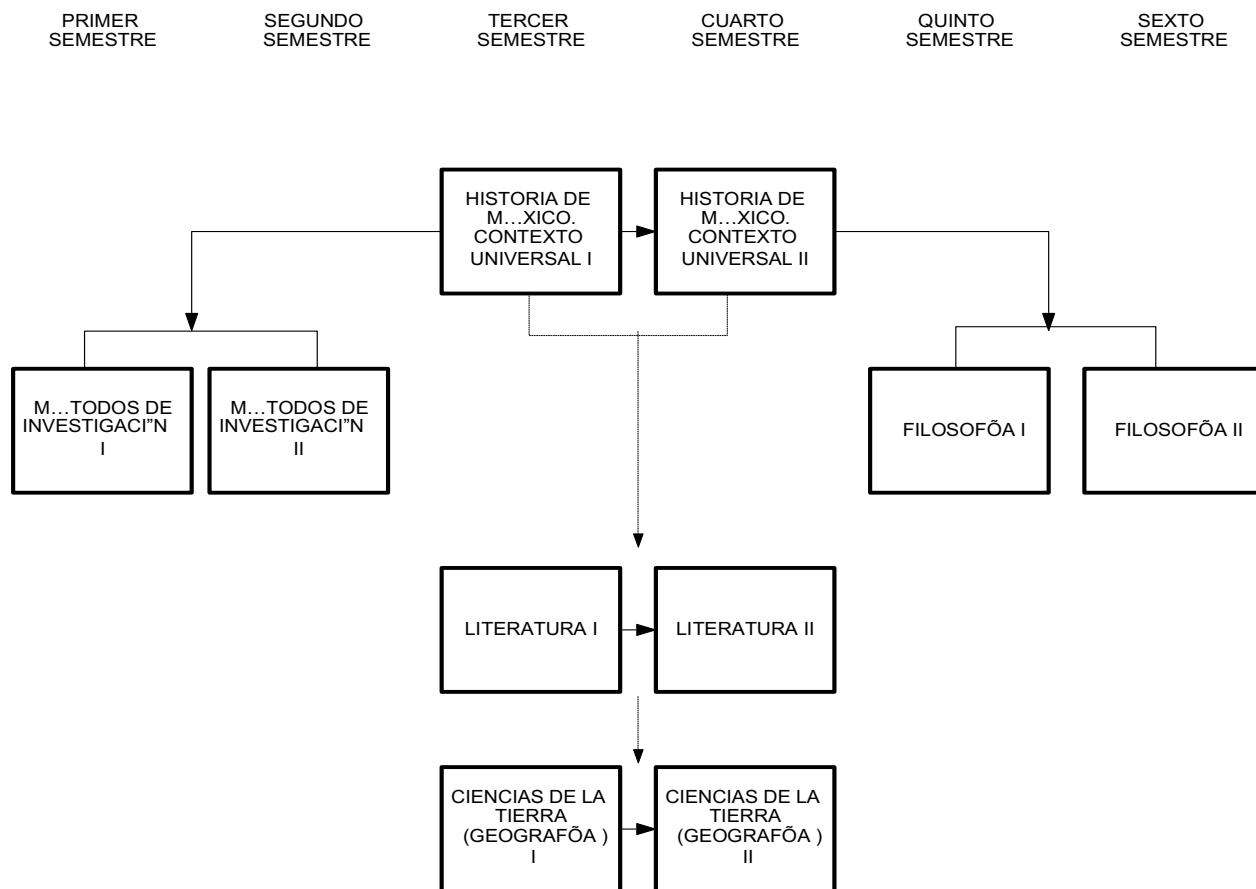 PRIMER
SEMESTRE
SEGUNDO
SEMESTRE
TERCER
SEMESTRE
CUARTO
SEMESTRE
QUINTO
SEMESTRE
SEXTO
SEMESTRE
HISTORIA DE
M…XICO.
CONTEXTO
UNIVERSAL I
HISTORIA DE
M…XICO.
CONTEXTO
UNIVERSAL II
M…TODOS DE
INVESTIGACI"N
I
M…TODOS DE
INVESTIGACI"N
II
FILOSOFÕA I
FILOSOFÕA II
LITERATURA I
LITERATURA II
CIENCIAS DE LA
TIERRA
(GEOGRAFÕA )
I
CIENCIAS DE LA
TIERRA
(GEOGRAFÕA )
II